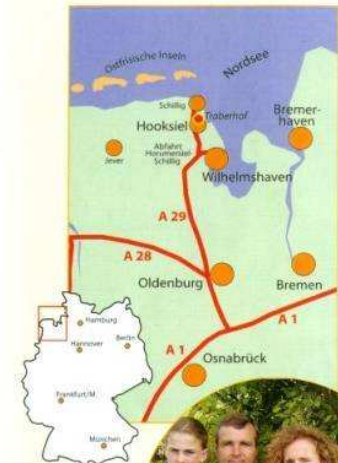 Ostfrisische Inseln
Nordsee
Schillig
Traberhof
Hooksiel
Bremer-
haven
Jever
Abfahrt
Horumersiel-
Schillig
Wilhelmshaven
A 29
A 28
Oldenburg
Bremen
A 1
A 1
Osnabrück
Hamburg
Hannover
Berlin
Frankfurt/M.
München